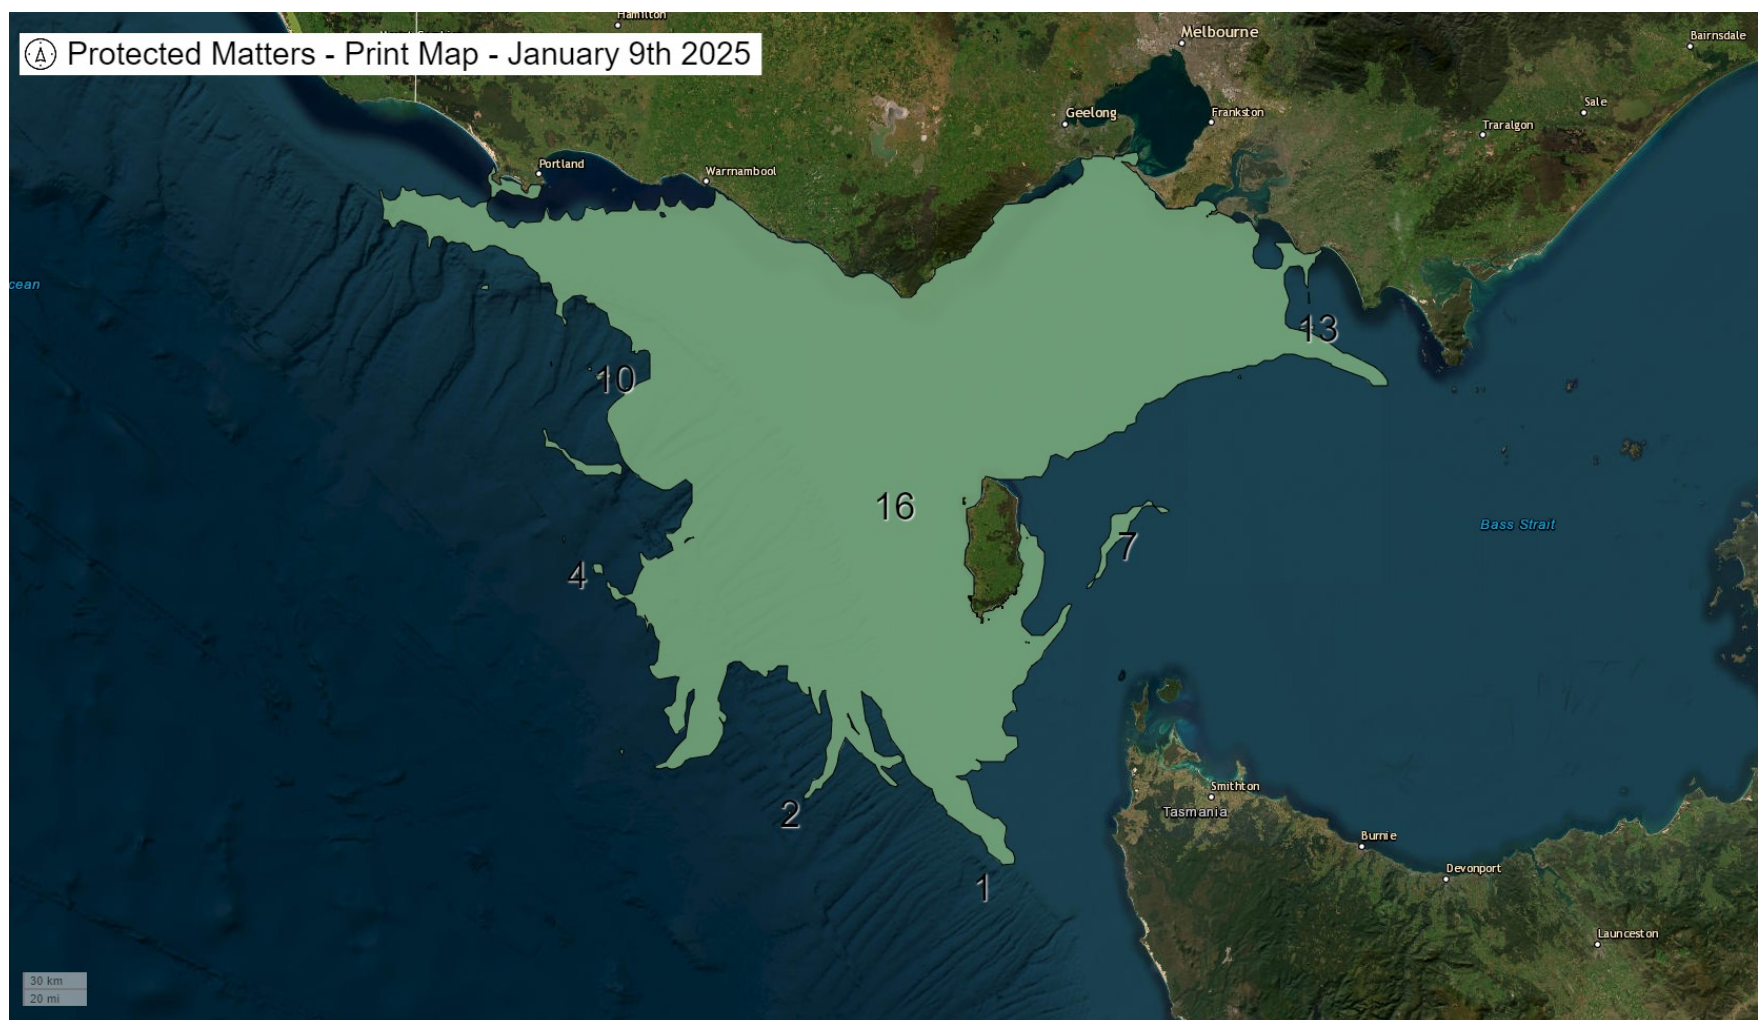 Hamilton
Protected Matters - Print Map - January 9th 2025
Melbourne
Bairnsdale
Geelong
Frankston
Sale
Traralgon
Portland
Warrnambool
cean
13
10
16
Bass Strait
7
4
Smithton
Tasmania
2
Burnie
Devonport
1
Launceston
30 km
20 mi